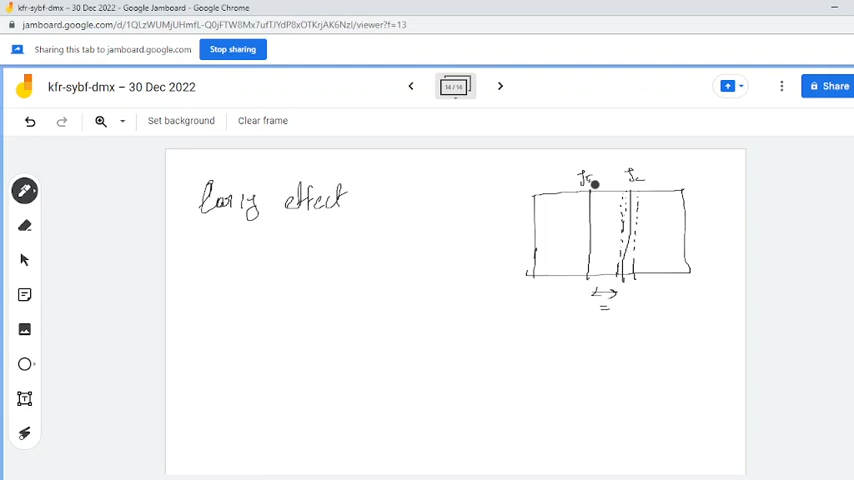 kfr-sybf-dmx – 30 Dec 2022 - Google Jamboard - Google Chrome
jamboard.google.com/d/1QLzWUMjUHmfL-Q0jFTW8Mx7ufTJYdP8xOTKrjAK6NzI/viewer?f=13
Sharing this tab to jamboard.google.com
Stop sharing
kfr-sybf-dmx – 30 Dec 2022
14 / 14
Share
Set background
Clear frame
Early effect
JE
Jc
=